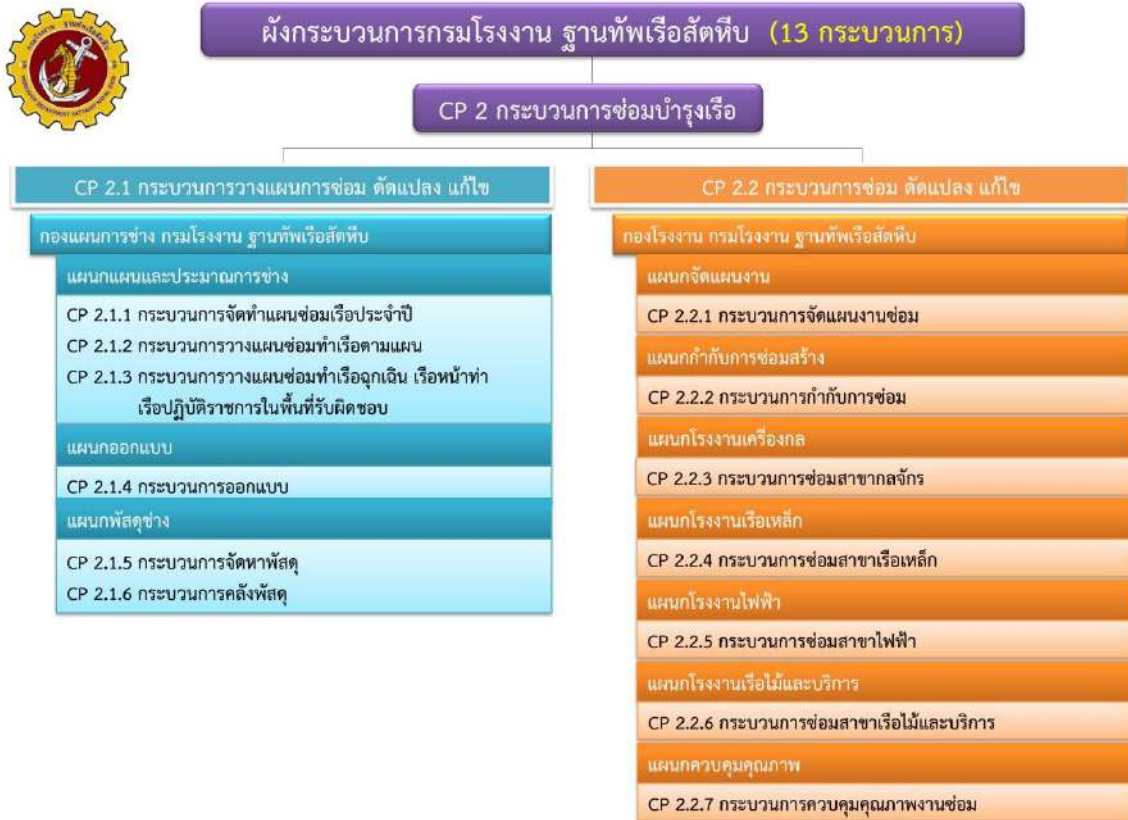 ผังกระบวนการกรมโรงงาน ฐานทัพเรือสัตหีบ (13 กระบวนการ)
CP 2 กระบวนการซ่อมบำรุงเรือ
CP 2.1 กระบวนการวางแผนการซ่อม ดัดแปลง แก้ไข
กองแผนการช่าง กรมโรงงาน ฐานทัพเรือสัตหีบ
แผนกแผนและประมาณการช่าง
CP 2.1.1 กระบวนการจัดทำแผนซ่อมเรือประจำปี
CP 2.1.2 กระบวนการวางแผนซ่อมทำเรือตามแผน
CP 2.1.3 กระบวนการวางแผนซ่อมทำเรือฉุกเฉิน เรือหน้าท่า
เรือปฏิบัติราชการในพื้นที่รับผิดชอบ
แผนกออกแบบ
CP 2.1.4 กระบวนการออกแบบ
แผนกพัสดุช่าง
CP 2.1.5 กระบวนการจัดหาพัสดุ
CP 2.1.6 กระบวนการคลังพัสดุ
CP 2.2 กระบวนการซ่อม ดัดแปลง แก้ไข
กองโรงงาน กรมโรงงาน ฐานทัพเรือสัตหีบ
แผนกจัดแผนงาน
CP 2.2.1 กระบวนการจัดแผนงานซ่อม
แผนกกำกับการซ่อมสร้าง
CP 2.2.2 กระบวนการกำกับการซ่อม
แผนกโรงงานเครื่องกล
CP 2.2.3 กระบวนการซ่อมสาขากลจักร
แผนกโรงงานเรือเหล็ก
CP 2.2.4 กระบวนการซ่อมสาขาเรือเหล็ก
แผนกโรงงานไฟฟ้า
CP 2.2.5 กระบวนการซ่อมสาขาไฟฟ้า
แผนกโรงงานเรือไม้และบริการ
CP 2.2.6 กระบวนการซ่อมสาขาเรือไม้และบริการ
แผนกควบคุมคุณภาพ
CP 2.2.7 กระบวนการควบคุมคุณภาพงานซ่อม